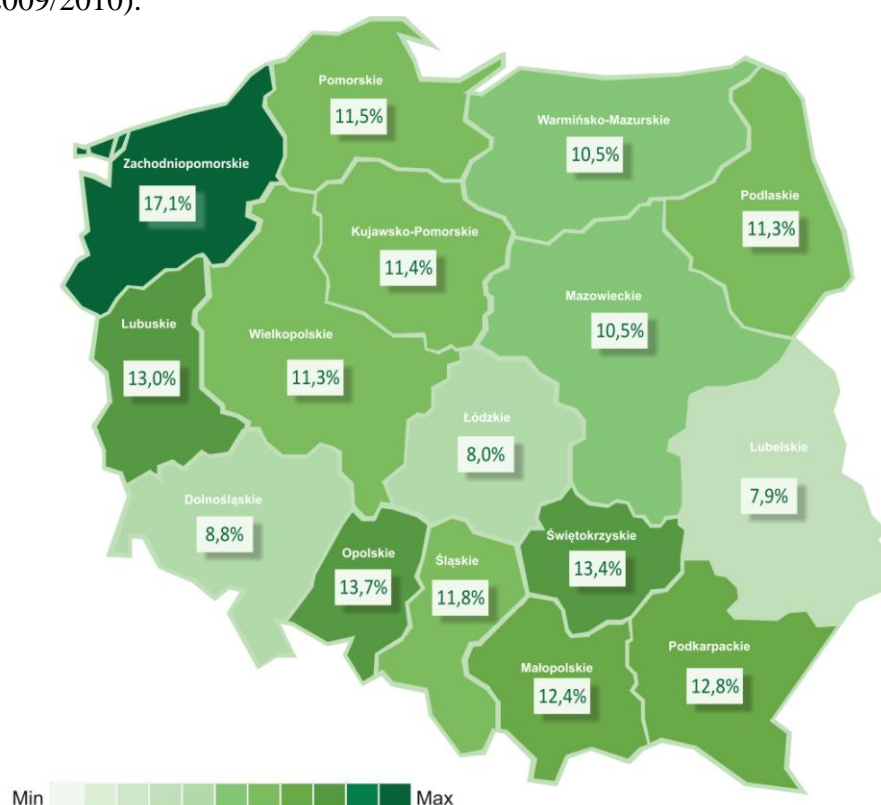 2009/2010).
Pomorskie
11,5%
Warmińsko-Mazurskie
10,5%
Zachodniopomorskie
17,1%
Podlaskie
11,3%
Kujawsko-Pomorskie
11,4%
Mazowieckie
10,5%
Lubuskie
13,0%
Wielkopolskie
11,3%
Łódzkie
8,0%
Lubelskie
7,9%
Dolnośląskie
8,8%
Opolskie
13,7%
Śląskie
11,8%
Świętokrzyskie
13,4%
Małopolskie
12,4%
Podkarpackie
12,8%
Min Max